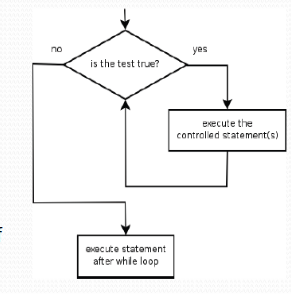 no
yes
is the test true?
execute the
controlled statement(s)
execute statement
after while loop